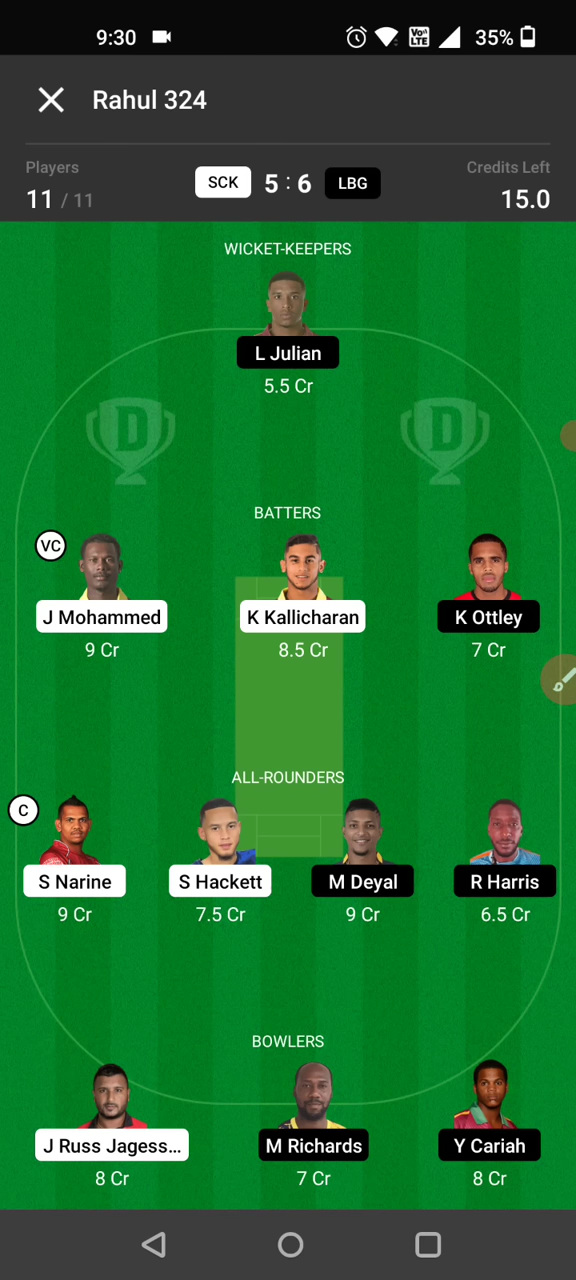 9:30 Vo) LTE 35%
Rahul 324
Players
Credits Left
11 / 11
SCK 5 : 6 LBG
15.0
WICKET-KEEPERS
L Julian
5.5 Cr
D D
BATTERS
VC
J Mohammed K Kallicharan K Ottley
9 Cr 8.5 Cr 7 Cr
ALL-ROUNDERS
C
S Narine S Hackett M Deyal R Harris
9 Cr 7.5 Cr 9 Cr 6.5 Cr
BOWLERS
J Russ Jagess... M Richards Y Cariah
8 Cr 7 Cr 8 Cr